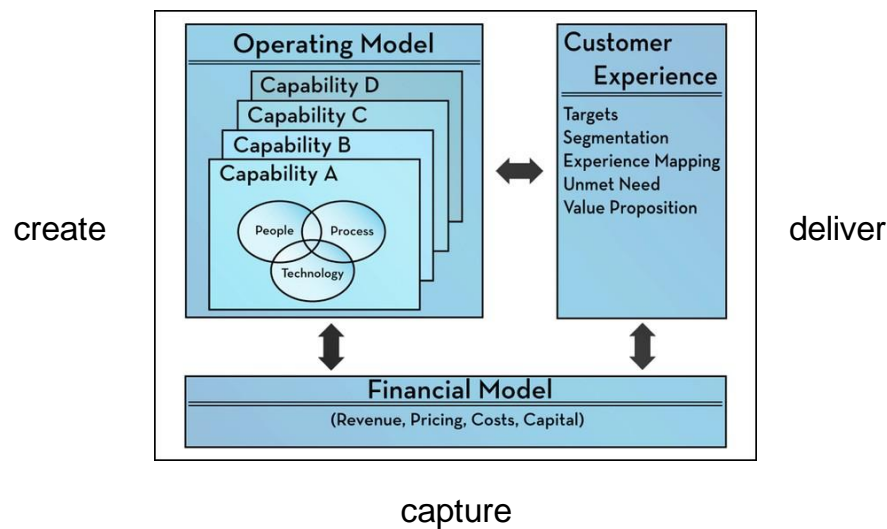 Operating Model
Capability D
Capability C
Capability B
Capability A
People
Process
Technology
Customer
Experience
Targets
Segmentation
Experience Mapping
Unmet Need
Value Proposition
create
deliver
Financial Model
(Revenue, Pricing, Costs, Capital)
capture